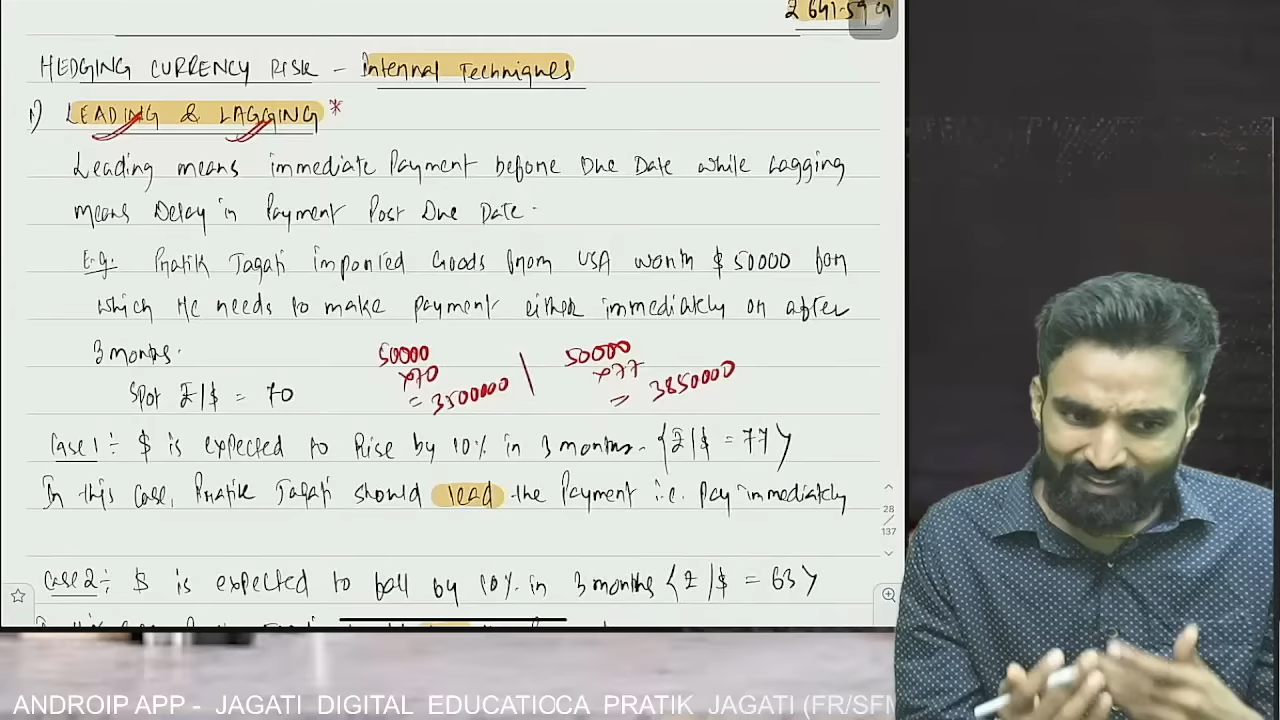 ₹ 641.59
HEDGING CURRENCY RISK - Internal Techniques
1) LEADING & LAGGING *
Leading means immediate Payment before Due Date while Lagging
means Delay in Payment Post Due Date.
E.g. Pratik Jagati imported Goods from USA worth $ 50000 for
which He needs to make payment either immediately or after
3 months.
50000
×70
= 3500000
50000
×77
= 3850000
Spot ₹|$ = 70
Case 1 ÷ $ is expected to Rise by 10% in 3 months. {₹|$ = 77}
In this case, Pratik Jagati should lead the Payment i.e. Pay immediately
28
/
137
Case 2 ÷ $ is expected to fall by 10% in 3 months {₹|$ = 63}
ANDROIP APP - JAGATI DIGITAL EDUCATIOCA PRATIK JAGATI (FR/SFM